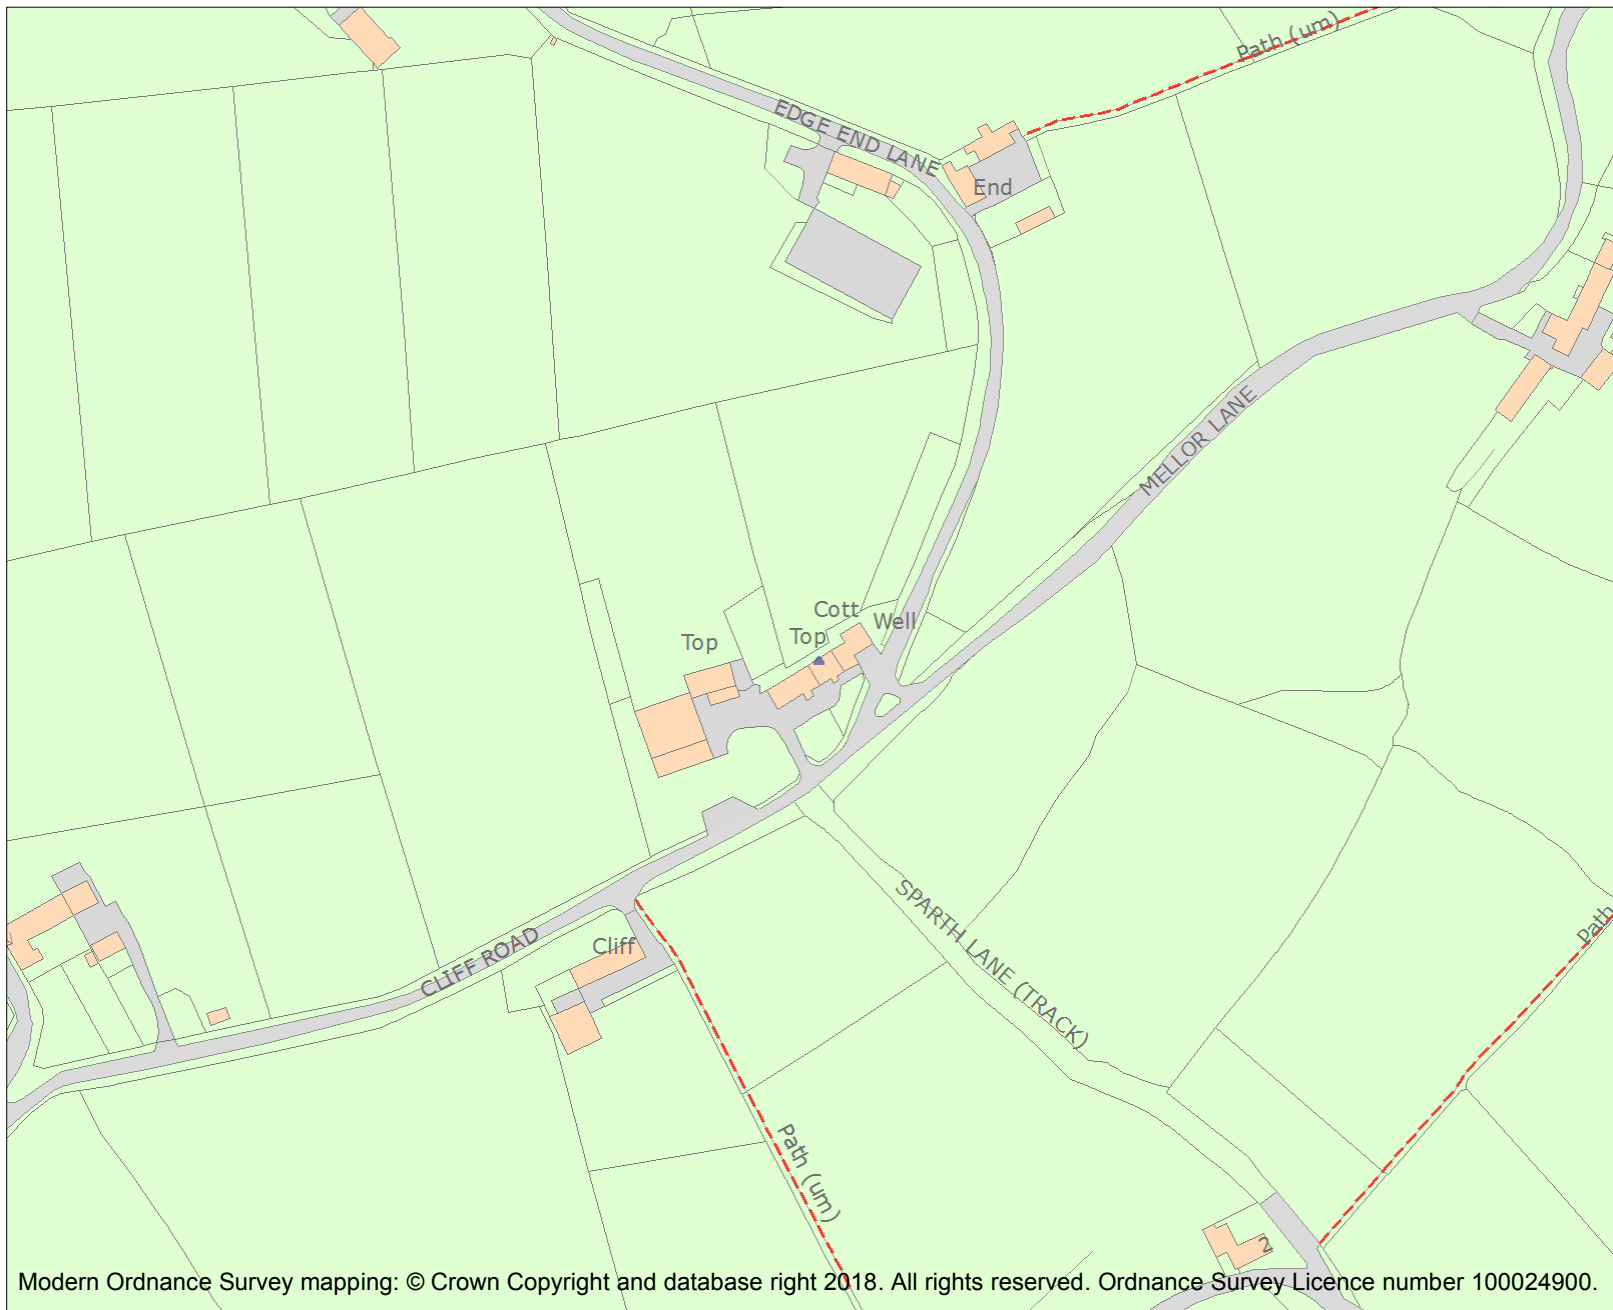 Path (um)
EDGE END LANE
End
MELLOR LANE
Cott
Well
Top
Top
SPARTH LANE (TRACK)
Path
Cliff
CLIFF ROAD
Path (um)
2
Modern Ordnance Survey mapping: © Crown Copyright and database right 2018. All rights reserved. Ordnance Survey Licence number 100024900.